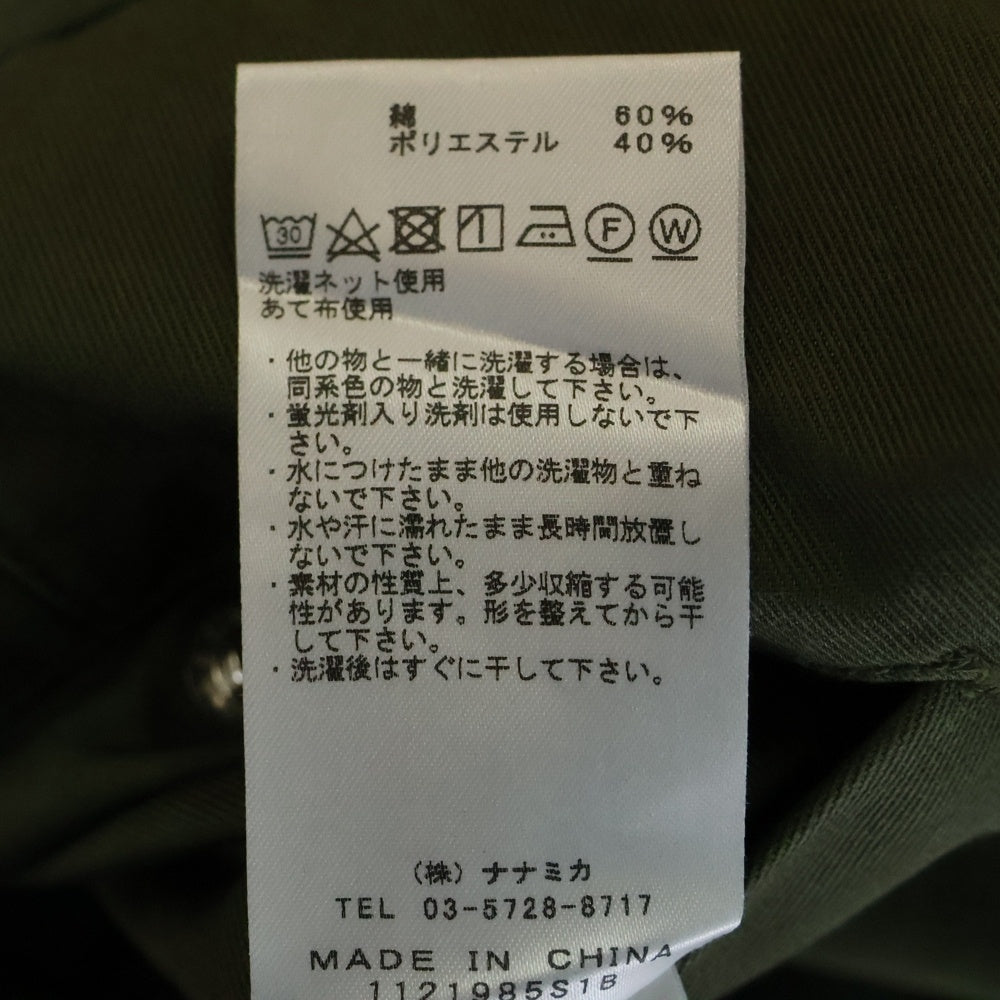 綿 60%
ポリエステル 40%
30 F W
洗濯ネット使用
あて布使用
・他の物と一緒に洗濯する場合は、
同系色の物と洗濯して下さい。
・蛍光剤入り洗剤は使用しないで下
さい。
・水につけたまま他の洗濯物と重ね
ないで下さい。
・水や汗に濡れたまま長時間放置し
ないで下さい。
・素材の性質上、多少収縮する可能
性があります。形を整えてから干
して下さい。
・洗濯後はすぐに干して下さい。
(株) ナナミカ
TEL 03-5728-8717
MADE IN CHINA
1121985S1B